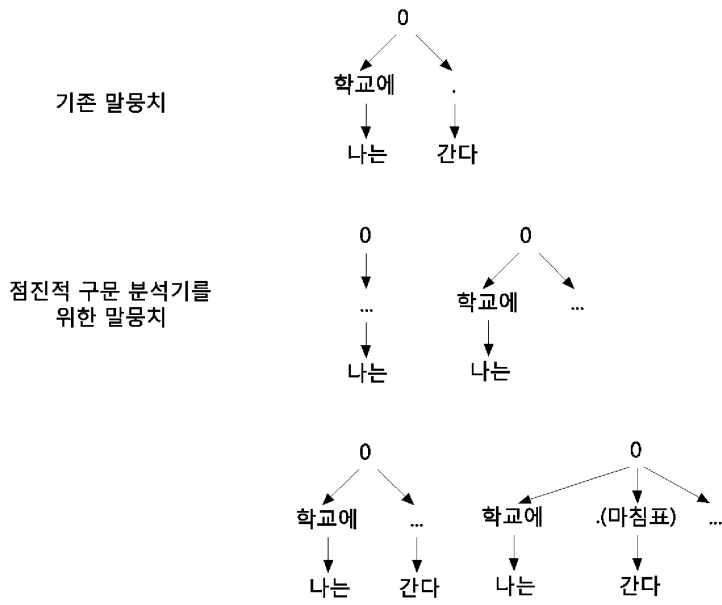 0
기존 말뭉치
학교에 .
나는 간다
0 0
점진적 구문 분석기를
위한 말뭉치
... 학교에 ...
나는 나는
0 0
학교에 ... 학교에 .(마침표) ...
나는 간다 나는 간다